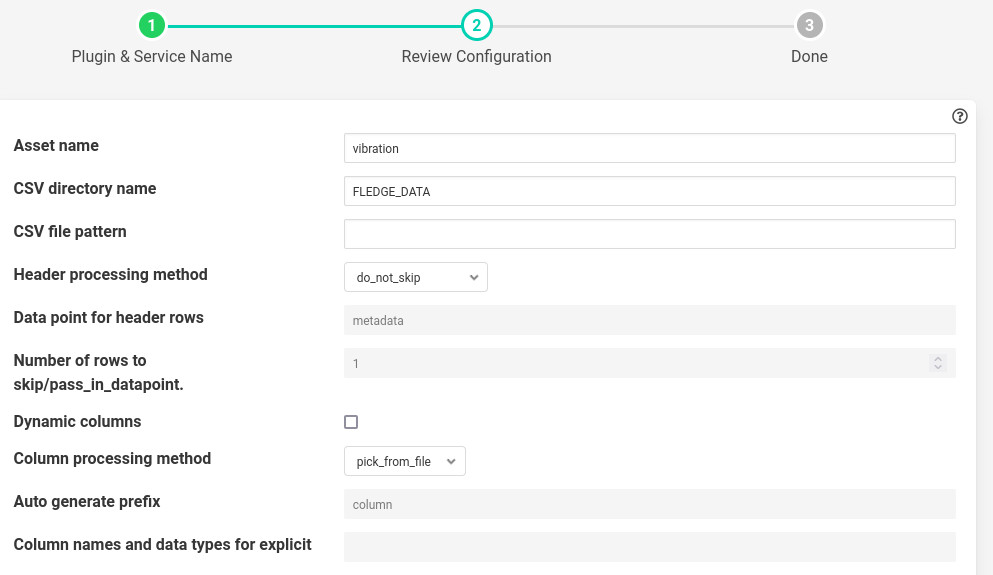 1
2
3
Plugin & Service Name
Review Configuration
Done
?
Asset name
vibration
CSV directory name
FLEDGE_DATA
CSV file pattern
Header processing method
do_not_skip
Data point for header rows
metadata
Number of rows to
skip/pass_in_datapoint.
1
Dynamic columns
Column processing method
pick_from_file
Auto generate prefix
column
Column names and data types for explicit